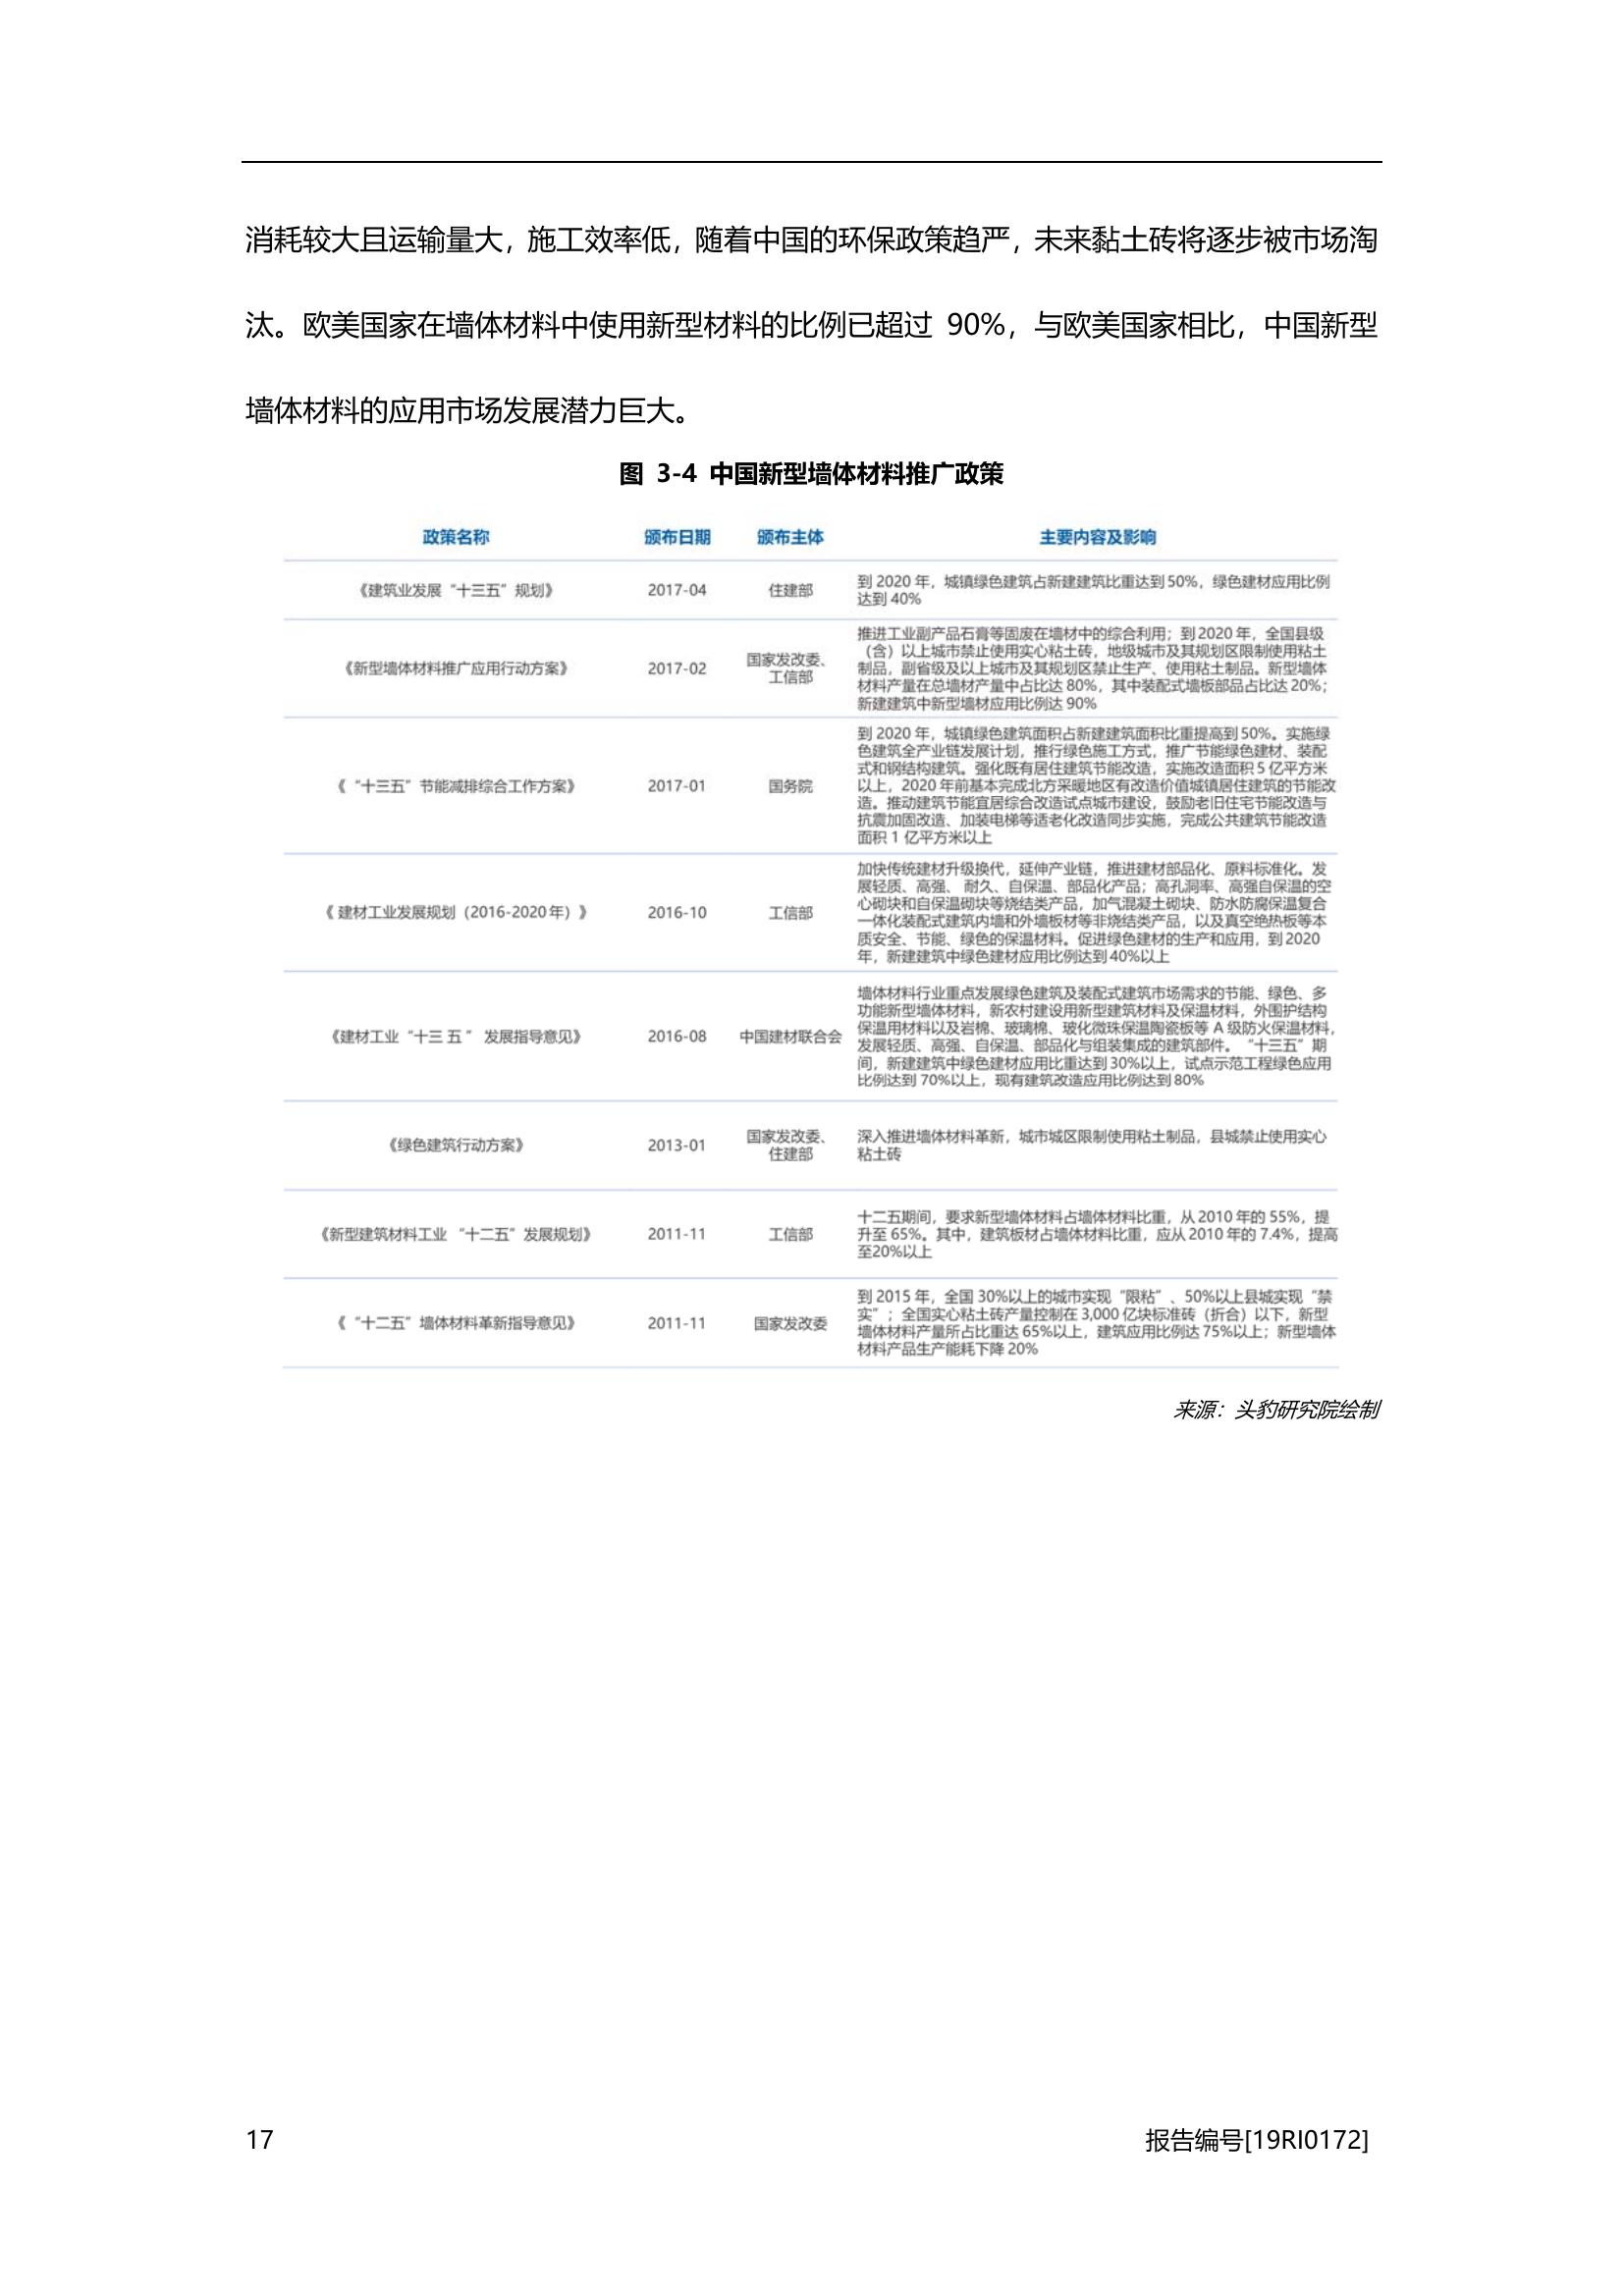 消耗较大且运输量大，施工效率低，随着中国的环保政策趋严，未来黏土砖将逐步被市场淘
汰。欧美国家在墙体材料中使用新型材料的比例已超过 90%，与欧美国家相比，中国新型
墙体材料的应用市场发展潜力巨大。
图 3-4 中国新型墙体材料推广政策
政策名称 颁布日期 颁布主体 主要内容及影响
《建筑业发展“十三五”规划》 2017-04 住建部
到 2020 年，城镇绿色建筑占新建建筑比重达到 50%，绿色建材应用比例
达到 40%
《新型墙体材料推广应用行动方案》 2017-02
国家发改委、
工信部
推进工业副产品石膏等固废在墙材中的综合利用；到 2020 年，全国县级
（含）以上城市禁止使用实心粘土砖，地级城市及其规划区限制使用粘土
制品，副省级及以上城市及其规划区禁止生产、使用粘土制品。新型墙体
材料产量在总墙材产量中占比达 80%，其中装配式墙板部品占比达 20%；
新建建筑中新型墙材应用比例达 90%
《“十三五”节能减排综合工作方案》 2017-01 国务院
到 2020 年，城镇绿色建筑面积占新建建筑面积比重提高到 50%。实施绿
色建筑全产业链发展计划，推行绿色施工方式，推广节能绿色建材、装配
式和钢结构建筑。强化既有居住建筑节能改造，实施改造面积 5 亿平方米
以上，2020 年前基本完成北方采暖地区有改造价值城镇居住建筑的节能改
造。推动建筑节能宜居综合改造试点城市建设，鼓励老旧住宅节能改造与
抗震加固改造、加装电梯等适老化改造同步实施，完成公共建筑节能改造
面积 1 亿平方米以上
《 建材工业发展规划（2016-2020 年）》 2016-10 工信部
加快传统建材升级换代，延伸产业链，推进建材部品化、原料标准化。发
展轻质、高强、 耐久、自保温、部品化产品；高孔洞率、高强自保温的空
心砌块和自保温砌块等烧结类产品，加气混凝土砌块、防水防腐保温复合
一体化装配式建筑内墙和外墙板材等非烧结类产品，以及真空绝热板等本
质安全、节能、绿色的保温材料。促进绿色建材的生产和应用，到 2020
年，新建建筑中绿色建材应用比例达到 40%以上
《建材工业“十三 五 ” 发展指导意见》 2016-08 中国建材联合会
墙体材料行业重点发展绿色建筑及装配式建筑市场需求的节能、绿色、多
功能新型墙体材料，新农村建设用新型建筑材料及保温材料，外围护结构
保温用材料以及岩棉、玻璃棉、玻化微珠保温陶瓷板等 A 级防火保温材料，
发展轻质、高强、自保温、部品化与组装集成的建筑部件。“十三五”期
间，新建建筑中绿色建材应用比重达到 30%以上，试点示范工程绿色应用
比例达到 70%以上，现有建筑改造应用比例达到 80%
《绿色建筑行动方案》 2013-01
国家发改委、
住建部
深入推进墙体材料革新，城市城区限制使用粘土制品，县城禁止使用实心
粘土砖
《新型建筑材料工业 “十二五”发展规划》 2011-11 工信部
十二五期间，要求新型墙体材料占墙体材料比重，从 2010 年的 55%，提
升至 65%。其中，建筑板材占墙体材料比重，应从 2010 年的 7.4%，提高
至20%以上
《“十二五”墙体材料革新指导意见》 2011-11 国家发改委
到 2015 年，全国 30%以上的城市实现“限粘”、50%以上县城实现“禁
实”；全国实心粘土砖产量控制在 3,000 亿块标准砖（折合）以下，新型
墙体材料产量所占比重达 65%以上，建筑应用比例达 75%以上；新型墙体
材料产品生产能耗下降 20%
来源：头豹研究院绘制
17 报告编号[19RI0172]